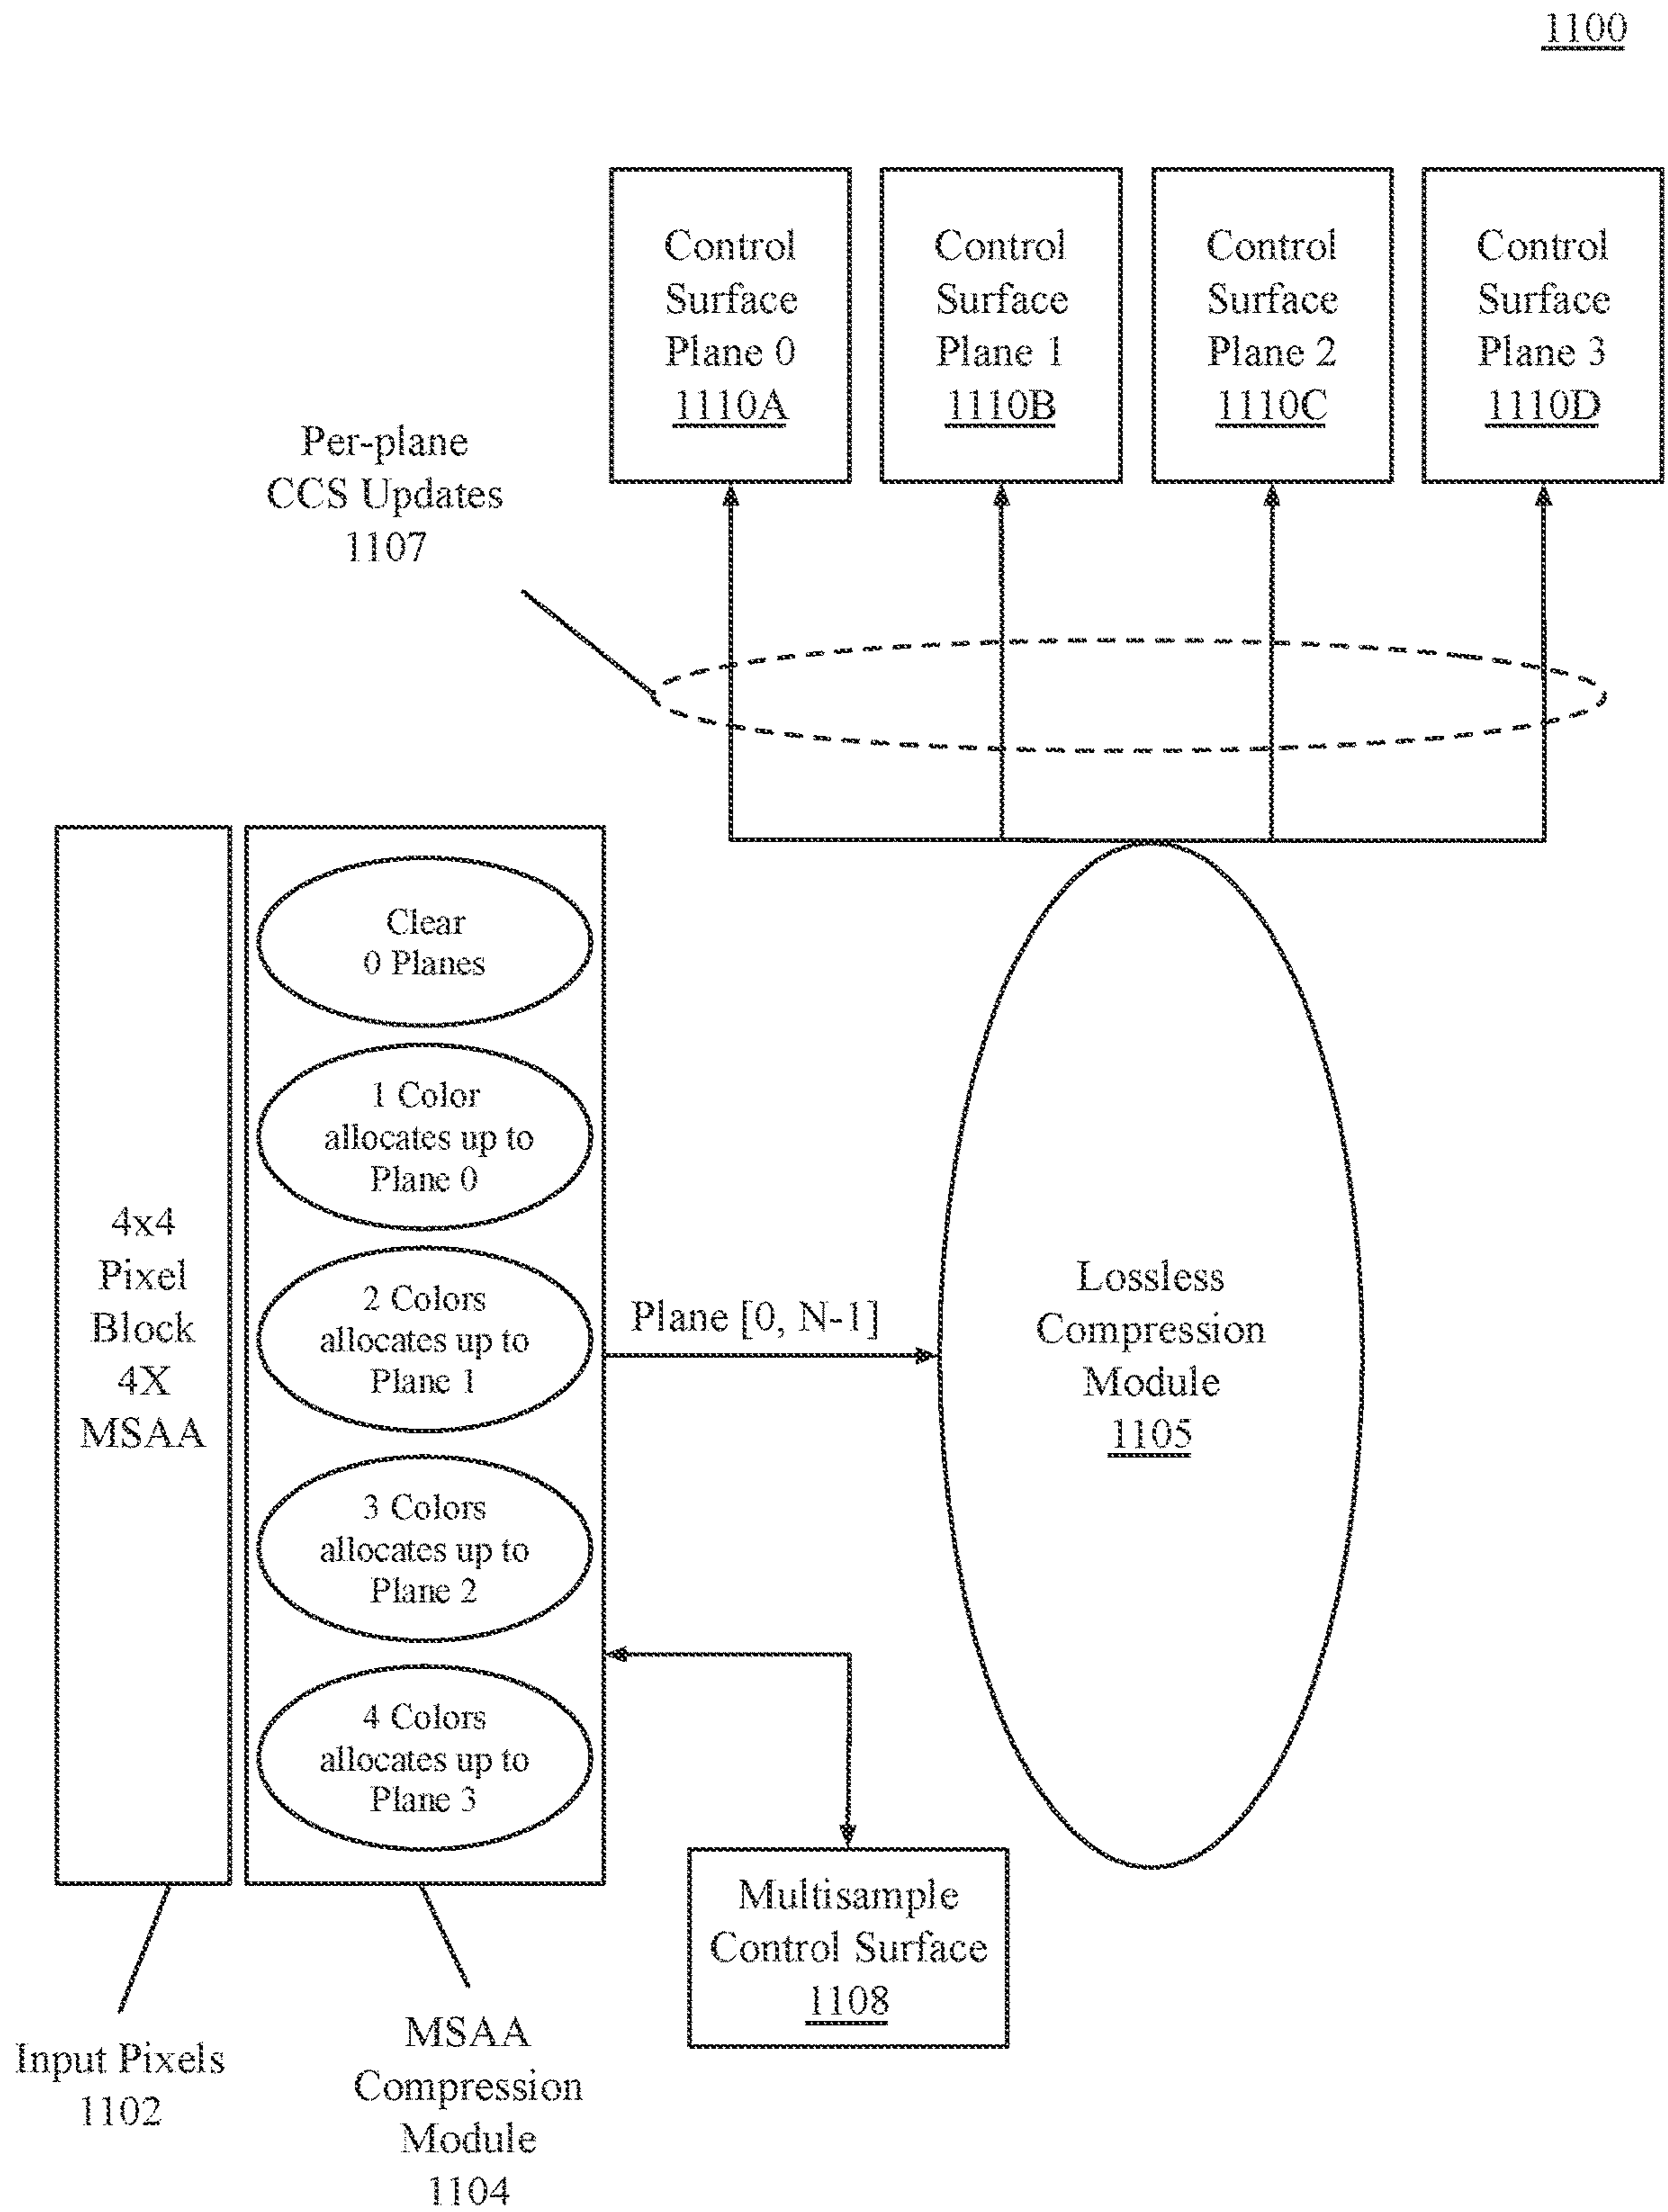 1100
Control
Surface
Plane 0
1110A
Control
Surface
Plane 1
1110B
Control
Surface
Plane 2
1110C
Control
Surface
Plane 3
1110D
Per-plane
CCS Updates
1107
4x4
Pixel
Block
4X
MSAA
Clear
0 Planes
1 Color
allocates up to
Plane 0
2 Colors
allocates up to
Plane 1
3 Colors
allocates up to
Plane 2
4 Colors
allocates up to
Plane 3
Plane [0, N-1]
Lossless
Compression
Module
1105
Multisample
Control Surface
1108
Input Pixels
1102
MSAA
Compression
Module
1104